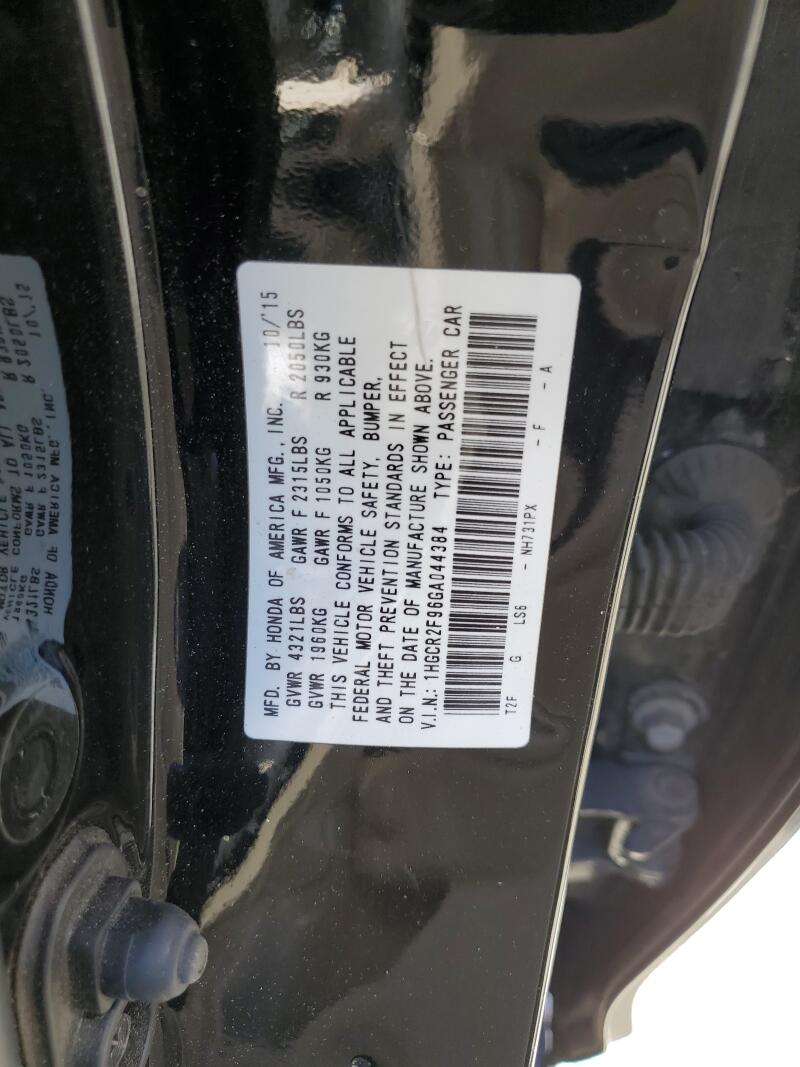 MFD. BY HONDA OF AMERICA MFG., INC. 10/'15
GVWR 4321LBS GAWR F 2315LBS R 2050LBS
GVWR 1960KG GAWR F 1050KG R 930KG
THIS VEHICLE CONFORMS TO ALL APPLICABLE
FEDERAL MOTOR VEHICLE SAFETY, BUMPER,
AND THEFT PREVENTION STANDARDS IN EFFECT
ON THE DATE OF MANUFACTURE SHOWN ABOVE.
V.I.N.: 1HGCR2F96GA044384 TYPE: PASSENGER CAR
T2F G LS6 - NH731PX - F - A